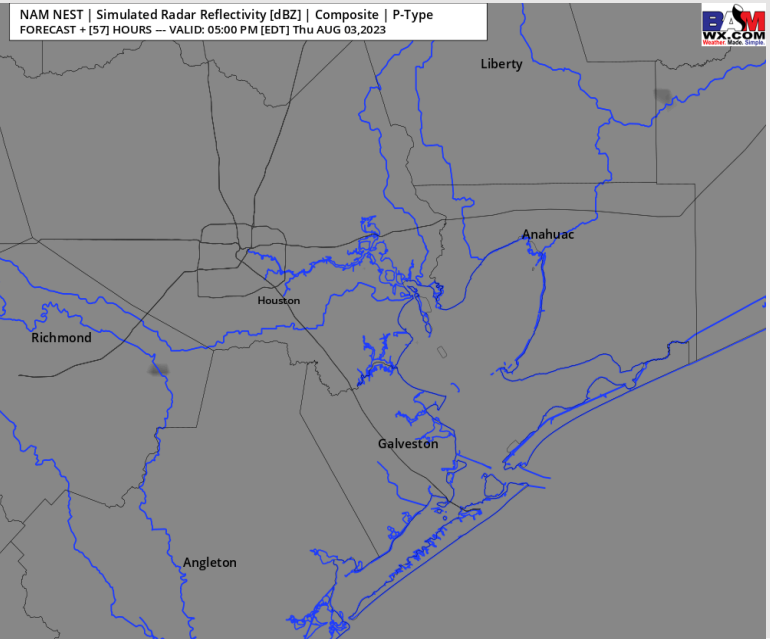 NAM NEST | Simulated Radar Reflectivity [dBZ] | Composite | P-Type
FORECAST + [57] HOURS --- VALID: 05:00 PM [EDT] Thu AUG 03,2023
BAM
WX.COM
Weather. Made. Simple.
Liberty
Anahuac
Houston
Richmond
Galveston
Angleton